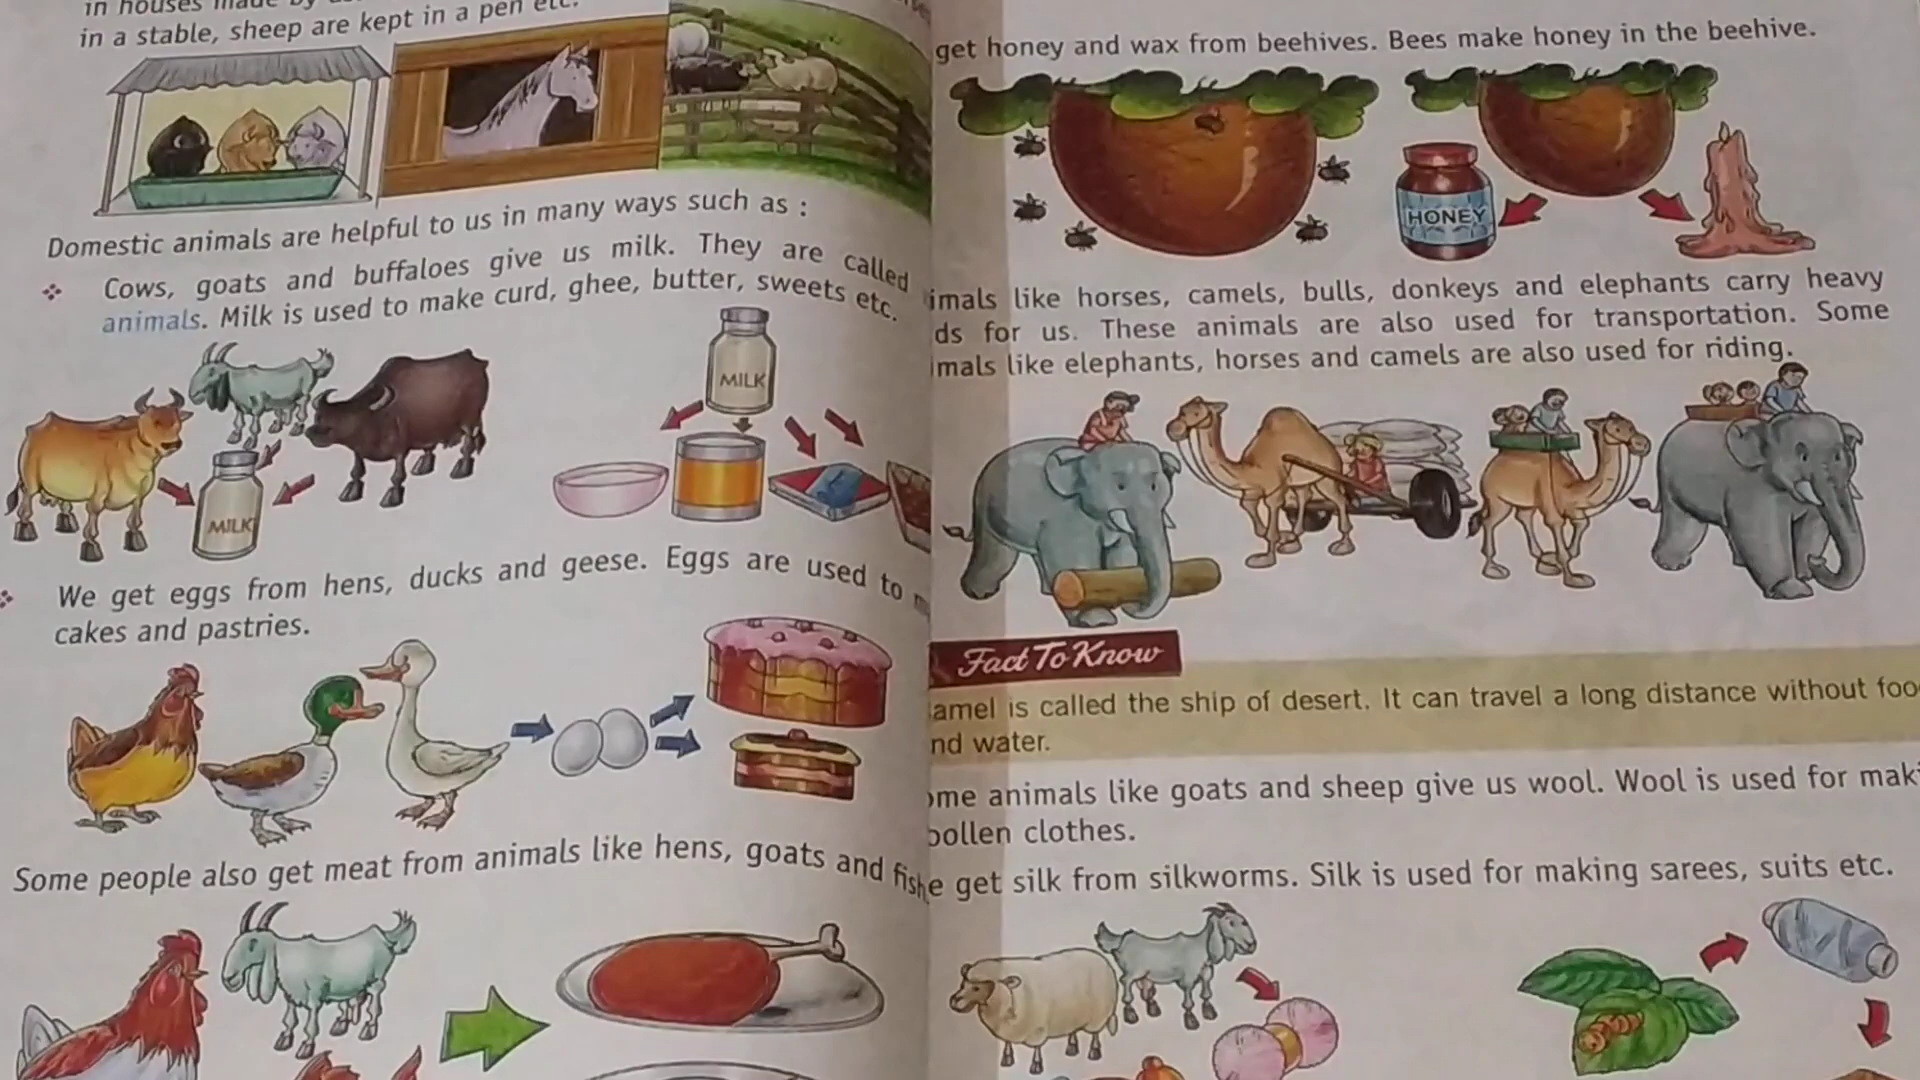 in houses made by
in a stable, sheep are kept in a pen etc.
Domestic animals are helpful to us in many ways such as :
Cows, goats and buffaloes give us milk. They are called
animals. Milk is used to make curd, ghee, butter, sweets etc.
MILK
MILK
We get eggs from hens, ducks and geese. Eggs are used to
cakes and pastries.
Some people also get meat from animals like hens, goats and fish
get honey and wax from beehives. Bees make honey in the beehive.
HONEY
imals like horses, camels, bulls, donkeys and elephants carry heavy
ds for us. These animals are also used for transportation. Some
imals like elephants, horses and camels are also used for riding.
Fact To Know
amel is called the ship of desert. It can travel a long distance without foo
nd water.
ome animals like goats and sheep give us wool. Wool is used for maki
oollen clothes.
e get silk from silkworms. Silk is used for making sarees, suits etc.